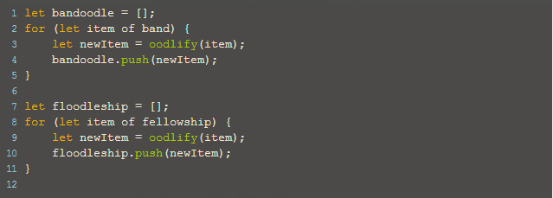 1 let bandoodle = [];
2 for (let item of band) {
3     let newItem = oodlify(item);
4     bandoodle.push(newItem);
5 }
6
7 let floodleship = [];
8 for (let item of fellowship) {
9     let newItem = oodlify(item);
10     floodleship.push(newItem);
11 }
12